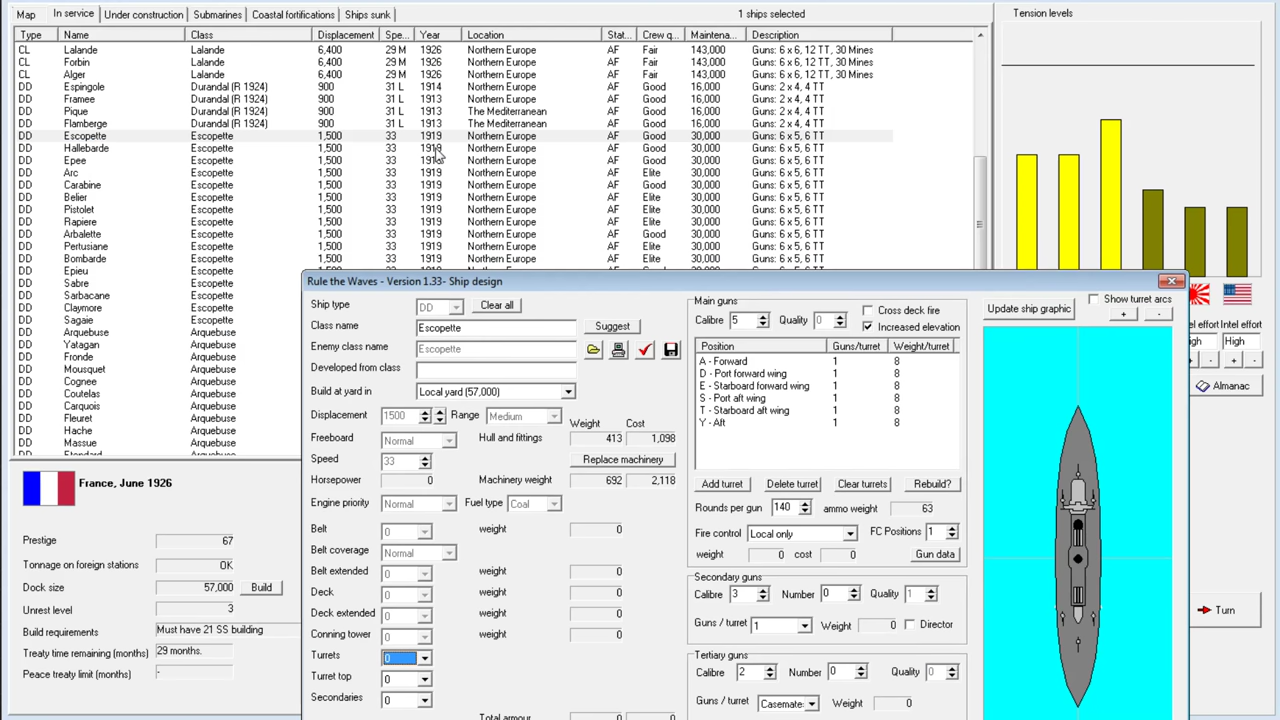 Map In service Under construction Submarines Coastal fortifications Ships sunk 1 ships selected Tension levels
Type Name Class Displacement Spe... Year Location Stat... Crew q... Maintena... Description
CL Lalande Lalande 6,400 29 M 1926 Northern Europe AF Fair 143,000 Guns: 6 x 6, 12 TT, 30 Mines
CL Forbin Lalande 6,400 29 M 1926 Northern Europe AF Fair 143,000 Guns: 6 x 6, 12 TT, 30 Mines
CL Alger Lalande 6,400 29 M 1926 Northern Europe AF Fair 143,000 Guns: 6 x 6, 12 TT, 30 Mines
DD Espingole Durandal (R 1924) 900 31 L 1914 Northern Europe AF Good 16,000 Guns: 2 x 4, 4 TT
DD Framee Durandal (R 1924) 900 31 L 1913 Northern Europe AF Good 16,000 Guns: 2 x 4, 4 TT
DD Pique Durandal (R 1924) 900 31 L 1913 The Mediterranean AF Good 16,000 Guns: 2 x 4, 4 TT
DD Flamberge Durandal (R 1924) 900 31 L 1913 The Mediterranean AF Good 16,000 Guns: 2 x 4, 4 TT
DD Escopette Escopette 1,500 33 1919 Northern Europe AF Good 30,000 Guns: 6 x 5, 6 TT
DD Hallebarde Escopette 1,500 33 1919 Northern Europe AF Good 30,000 Guns: 6 x 5, 6 TT
DD Epee Escopette 1,500 33 1919 Northern Europe AF Good 30,000 Guns: 6 x 5, 6 TT
DD Arc Escopette 1,500 33 1919 Northern Europe AF Elite 30,000 Guns: 6 x 5, 6 TT
DD Carabine Escopette 1,500 33 1919 Northern Europe AF Good 30,000 Guns: 6 x 5, 6 TT
DD Belier Escopette 1,500 33 1919 Northern Europe AF Elite 30,000 Guns: 6 x 5, 6 TT
DD Pistolet Escopette 1,500 33 1919 Northern Europe AF Elite 30,000 Guns: 6 x 5, 6 TT
DD Rapiere Escopette 1,500 33 1919 Northern Europe AF Elite 30,000 Guns: 6 x 5, 6 TT
DD Arbalette Escopette 1,500 33 1919 Northern Europe AF Good 30,000 Guns: 6 x 5, 6 TT
DD Pertusiane Escopette 1,500 33 1919 Northern Europe AF Elite 30,000 Guns: 6 x 5, 6 TT
DD Bombarde Escopette 1,500 33 1919 Northern Europe AF Elite 30,000 Guns: 6 x 5, 6 TT
DD Epieu Escopette
DD Sabre Escopette
DD Sarbacane Escopette
DD Claymore Escopette
DD Sagaie Escopette
DD Arquebuse Arquebuse
DD Yatagan Arquebuse
DD Fronde Arquebuse
DD Mousquet Arquebuse
DD Cognee Arquebuse
DD Coutelas Arquebuse
DD Carquois Arquebuse
DD Fleuret Arquebuse
DD Hache Arquebuse
DD Massue Arquebuse
DD Arquebuse
France, June 1926
Prestige 67
Tonnage on foreign stations OK
Dock size 57,000 Build
Unrest level 3
Build requirements Must have 21 SS building
Treaty time remaining (months) 29 months.
Peace treaty limit (months) -
Rule the Waves - Version 1.33- Ship design
Ship type DD Clear all
Class name Escopette Suggest
Enemy class name Escopette
Developed from class
Build at yard in Local yard (57,000)
Displacement 1500 Range Medium Weight Cost
Freeboard Normal Hull and fittings 413 1,098
Speed 33 Replace machinery
Horsepower 0 Machinery weight 692 2,118
Engine priority Normal Fuel type Coal
Belt 0 weight 0
Belt coverage Normal
Belt extended 0 weight 0
Deck 0 weight 0
Deck extended 0 weight 0
Conning tower 0 weight 0
Turrets 0
Turret top 0
Secondaries 0
Total armour 0 0
Main guns
Calibre 5 Quality 0 Cross deck fire
Increased elevation
Position Guns/turret Weight/turret
A - Forward 1 8
D - Port forward wing 1 8
E - Starboard forward wing 1 8
S - Port aft wing 1 8
T - Starboard aft wing 1 8
Y - Aft 1 8
Add turret Delete turret Clear turrets Rebuild?
Rounds per gun 140 ammo weight 63
Fire control Local only FC Positions 1
weight 0 cost 0 Gun data
Secondary guns
Calibre 3 Number 0 Quality 1
Guns / turret 1 Weight 0 Director
Tertiary guns
Calibre 2 Number 0 Quality 0
Guns / turret Casemate: Weight 0
Update ship graphic Show turret arcs
+ -
Intel effort
High High
+ - + -
Almanac
Turn